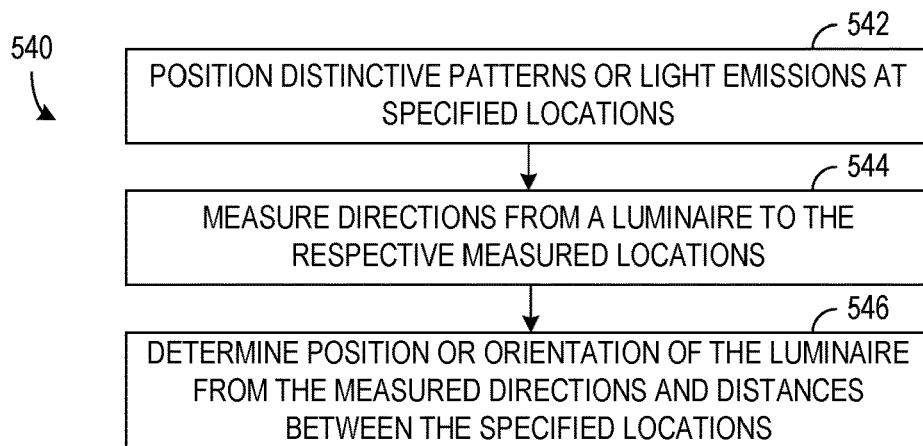 540
542
POSITION DISTINCTIVE PATTERNS OR LIGHT EMISSIONS AT
SPECIFIED LOCATIONS
544
MEASURE DIRECTIONS FROM A LUMINAIRE TO THE
RESPECTIVE MEASURED LOCATIONS
546
DETERMINE POSITION OR ORIENTATION OF THE LUMINAIRE
FROM THE MEASURED DIRECTIONS AND DISTANCES
BETWEEN THE SPECIFIED LOCATIONS